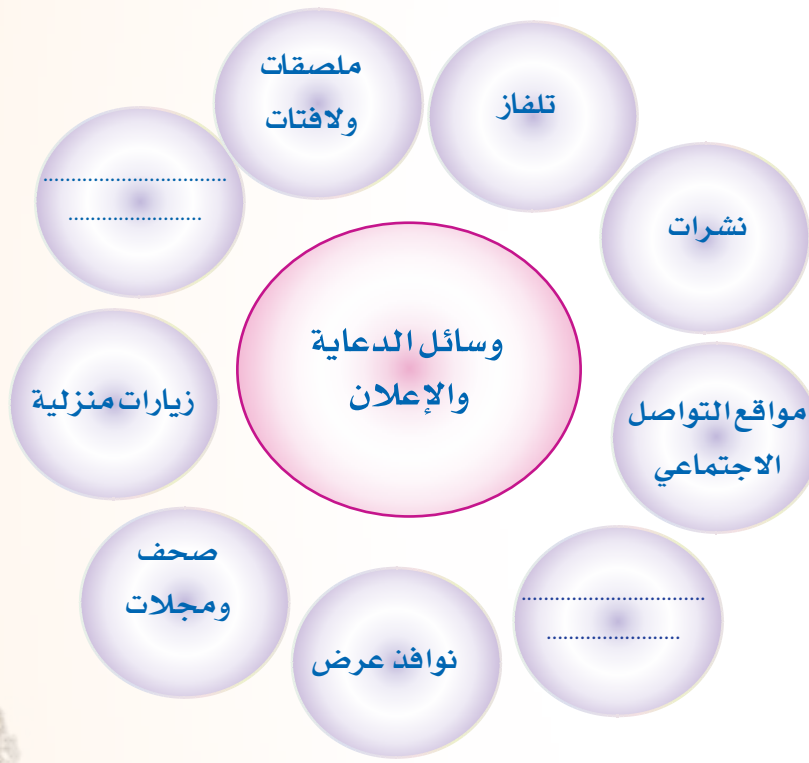 وسائل الدعاية
والإعلان
تلفاز
نشرات
مواقع التواصل
الاجتماعي
................................
.......................
نوافذ عرض
صحف
ومجلات
زيارات منزلية
................................
.......................
ملصقات
ولافتات